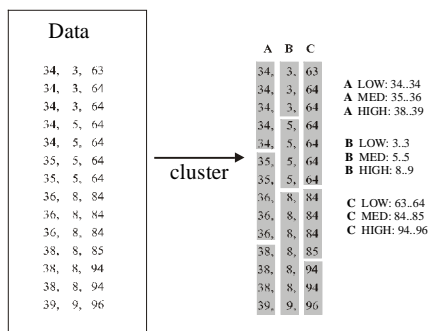 Data
34, 3, 63
34, 3, 64
34, 3, 64
34, 5, 64
34, 5, 64
35, 5, 64
35, 5, 64
36, 8, 84
36, 8, 84
36, 8, 84
38, 8, 85
38, 8, 94
38, 8, 94
39, 9, 96
cluster
A B C
34, 3, 63
34, 3, 64
34, 3, 64
34, 5, 64
34, 5, 64
35, 5, 64
35, 5, 64
36, 8, 84
36, 8, 84
36, 8, 84
38, 8, 85
38, 8, 94
38, 8, 94
39, 9, 96
A LOW: 34..34
A MED: 35..36
A HIGH: 38..39
B LOW: 3..3
B MED: 5..5
B HIGH: 8..9
C LOW: 63..64
C MED: 84..85
C HIGH: 94..96